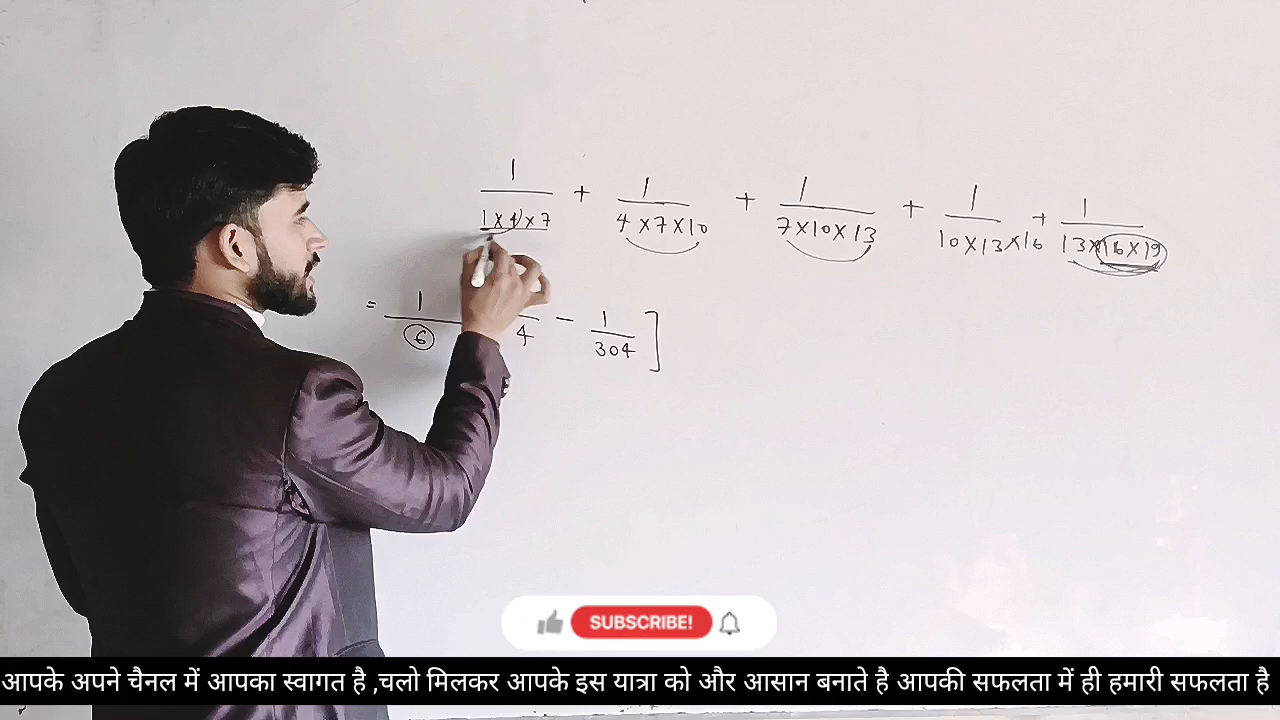 1/(1×4×7) + 1/(4×7×10) + 1/(7×10×13) + 1/(10×13×16) + 1/(13×16×19)
= 1/6 4 - 1/304 ]
SUBSCRIBE!
आपके अपने चैनल में आपका स्वागत है ,चलो मिलकर आपके इस यात्रा को और आसान बनाते है आपकी सफलता में ही हमारी सफलता है